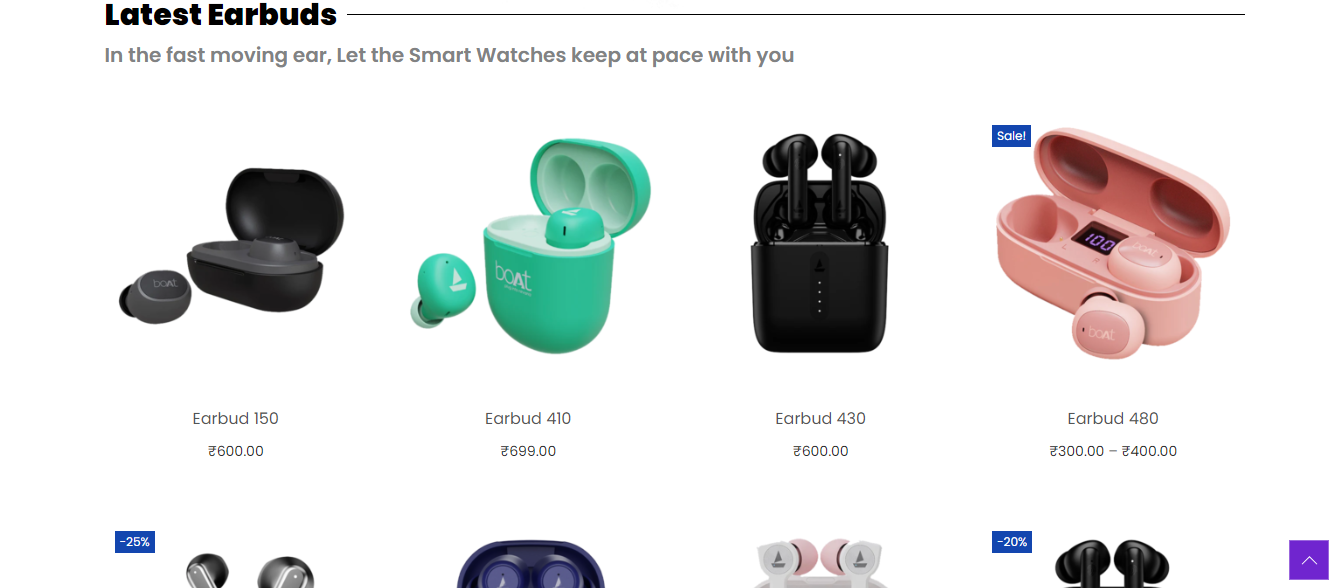 Latest Earbuds
In the fast moving ear, Let the Smart Watches keep at pace with you
Sale!
boAt
boAt
100
L
R
boAt
boAt
Earbud 150
Earbud 410
Earbud 430
Earbud 480
₹600.00
₹699.00
₹600.00
₹300.00 – ₹400.00
-25%
-20%